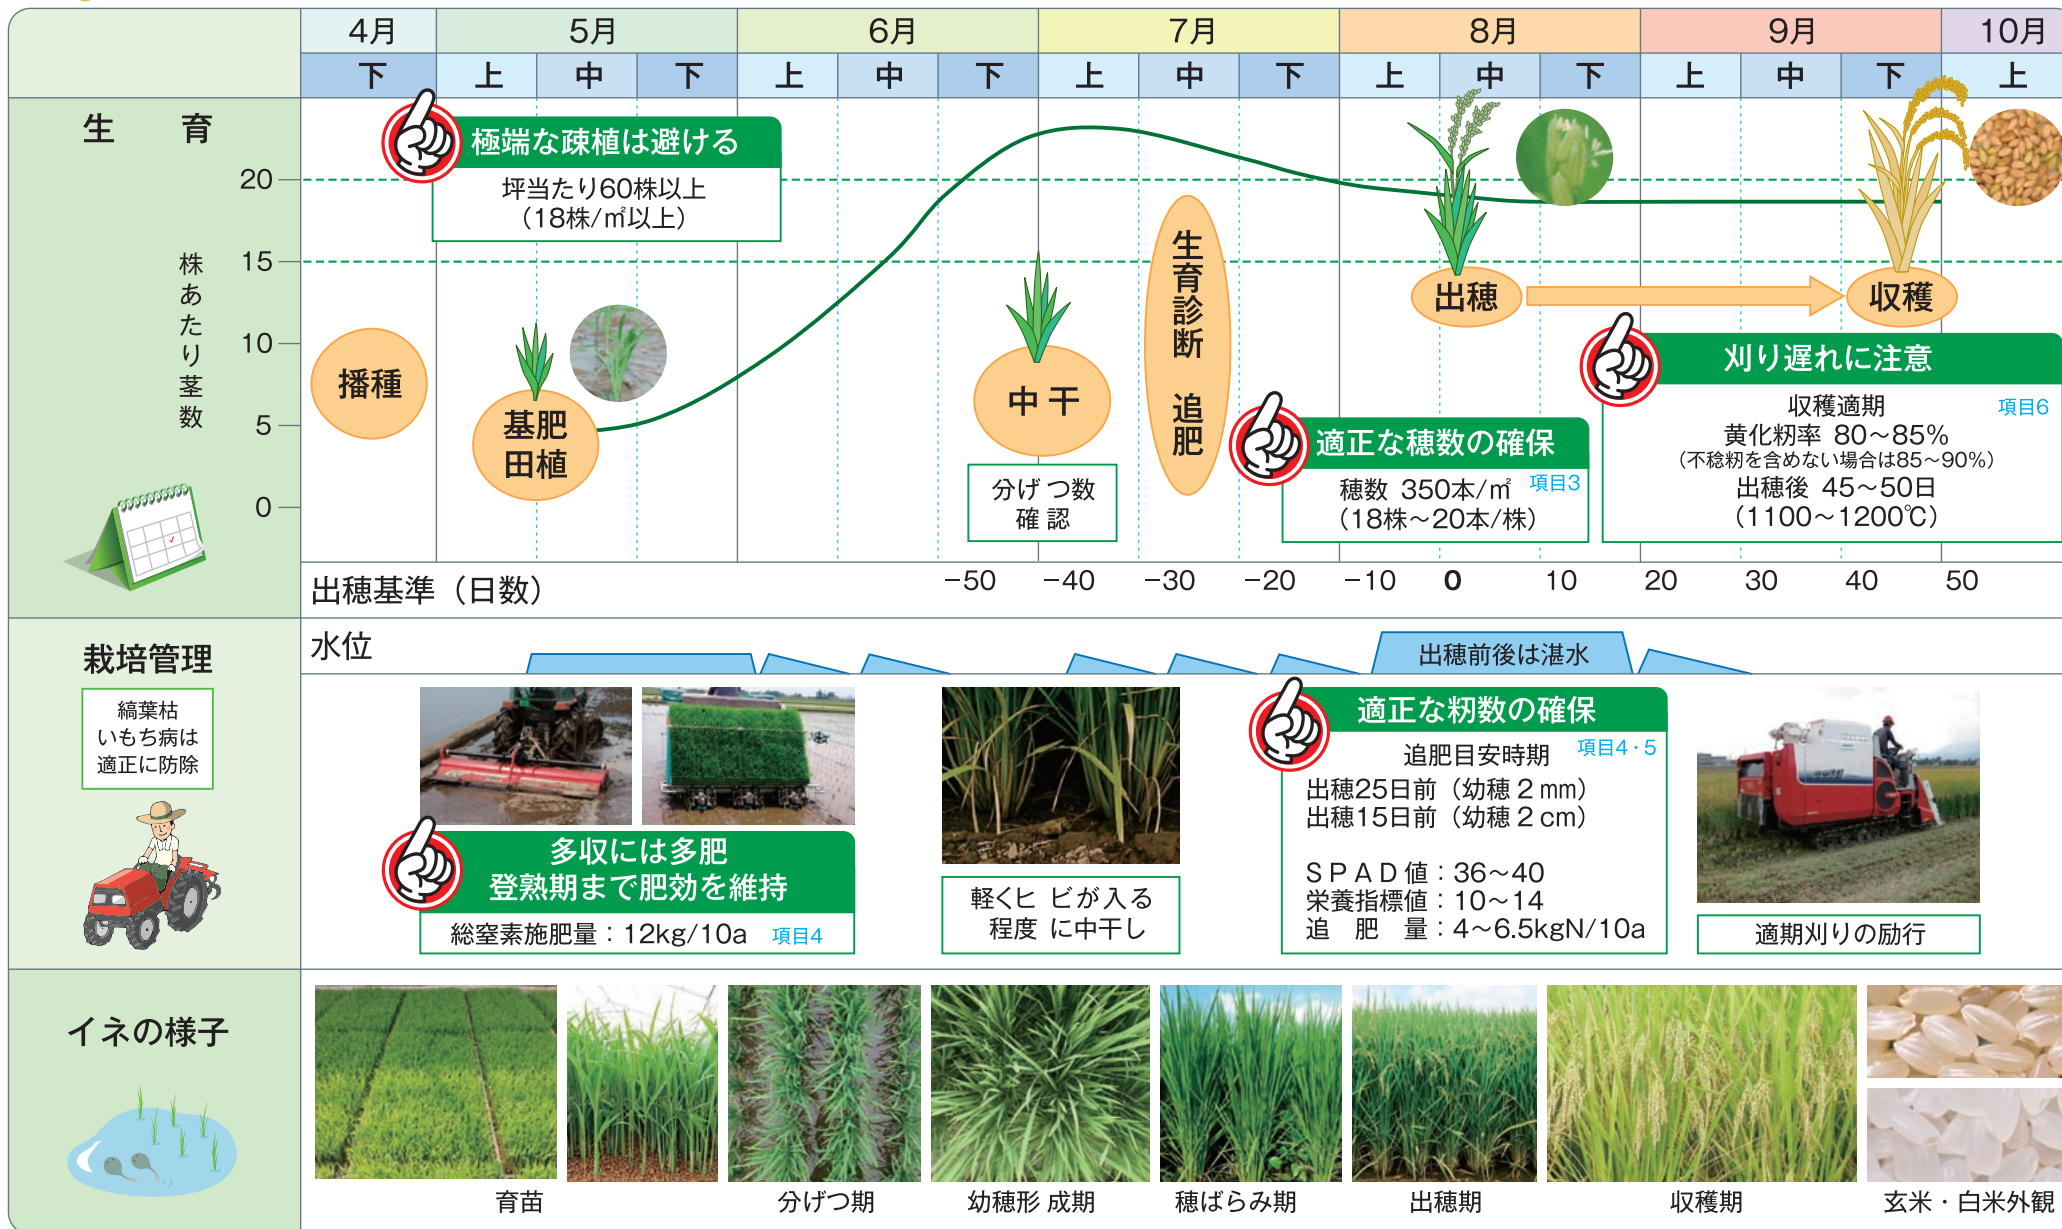 4月 5月 6月 7月 8月 9月 10月
下 上 中 下 上 中 下 上 中 下 上 中 下 上 中 下 上
生 育
株あたり茎数
20
15
10
5
0
極端な疎植は避ける
坪当たり60株以上
(18株/㎡以上)
播種
基肥
田植
中 干
分げ つ数
確 認
生育診断 追肥
出穂
収穫
適正な穂数の確保
穂数 350本/㎡ 項目3
(18株～20本/株)
刈り遅れに注意
収穫適期 項目6
黄化籾率 80～85%
(不稔籾を含めない場合は85～90%)
出穂後 45～50日
(1100～1200℃)
出穂基準(日数) −50 −40 −30 −20 −10 0 10 20 30 40 50
栽培管理
縞葉枯
いもち病は
適正に防除
水位
出穂前後は湛水
多収には多肥
登熟期まで肥効を維持
総窒素施肥量：12kg/10a 項目4
軽くヒ ビが入る
程度 に中干し
適正な籾数の確保
追肥目安時期 項目4・5
出穂25日前(幼穂２mm)
出穂15日前(幼穂２cm)
ＳＰＡＤ値：36～40
栄養指標値：10～14
追 肥 量：4～6.5kgN/10a
適期刈りの励行
イネの様子
育苗 分げつ期 幼穂形 成期 穂ばらみ期 出穂期 収穫期 玄米・白米外観